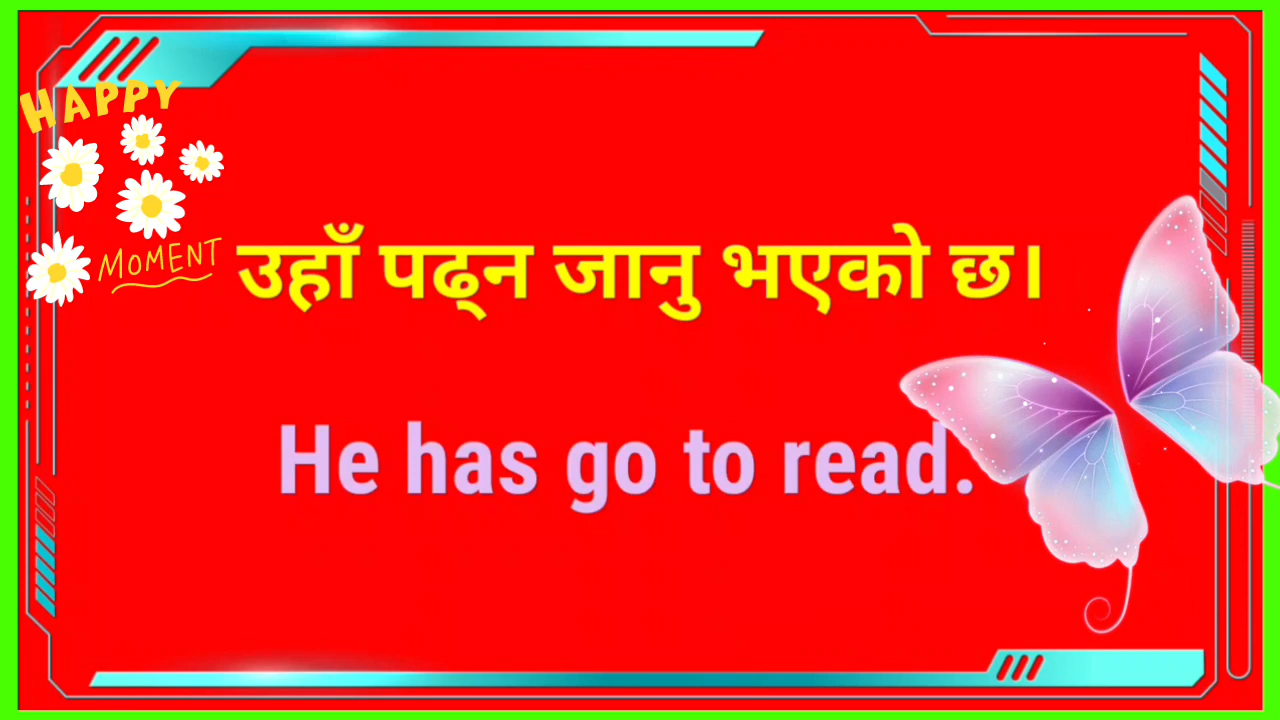 HAPPY
MOMENT
उहाँ पढ्न जानु भएको छ।
He has go to read.